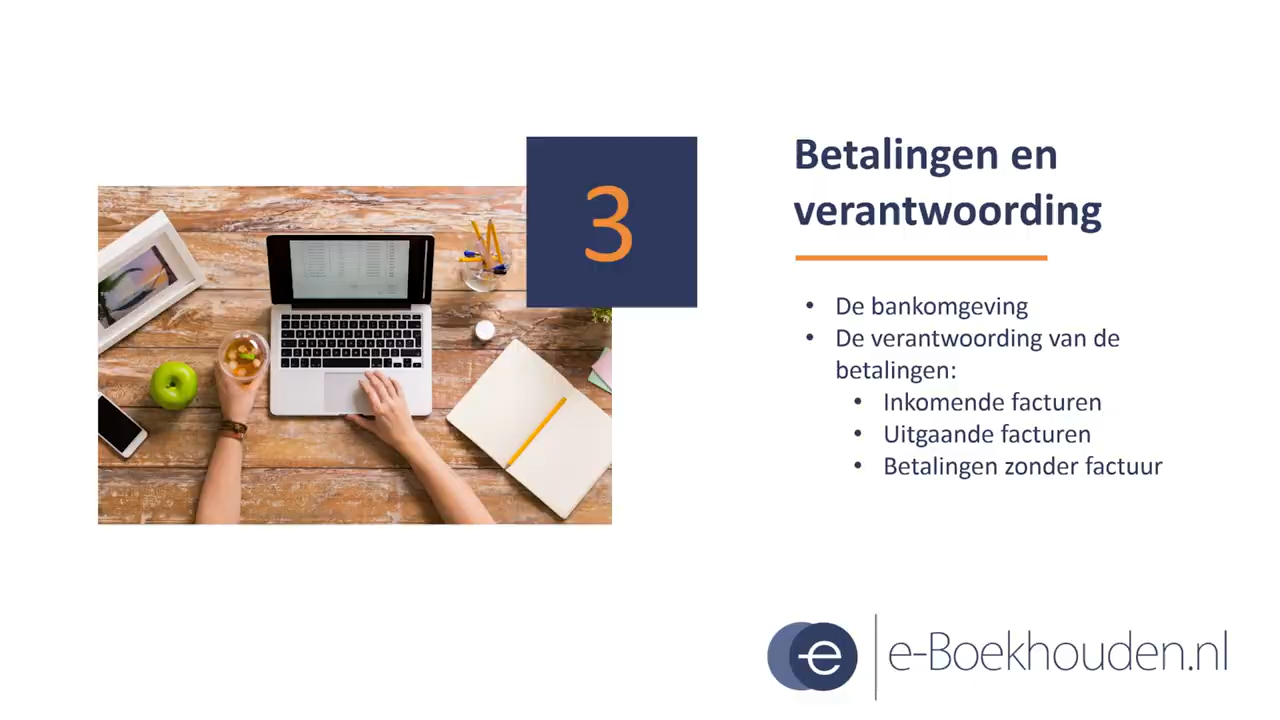 3
Betalingen en
verantwoording
• De bankomgeving
• De verantwoording van de
betalingen:
• Inkomende facturen
• Uitgaande facturen
• Betalingen zonder factuur
e e-Boekhouden.nl